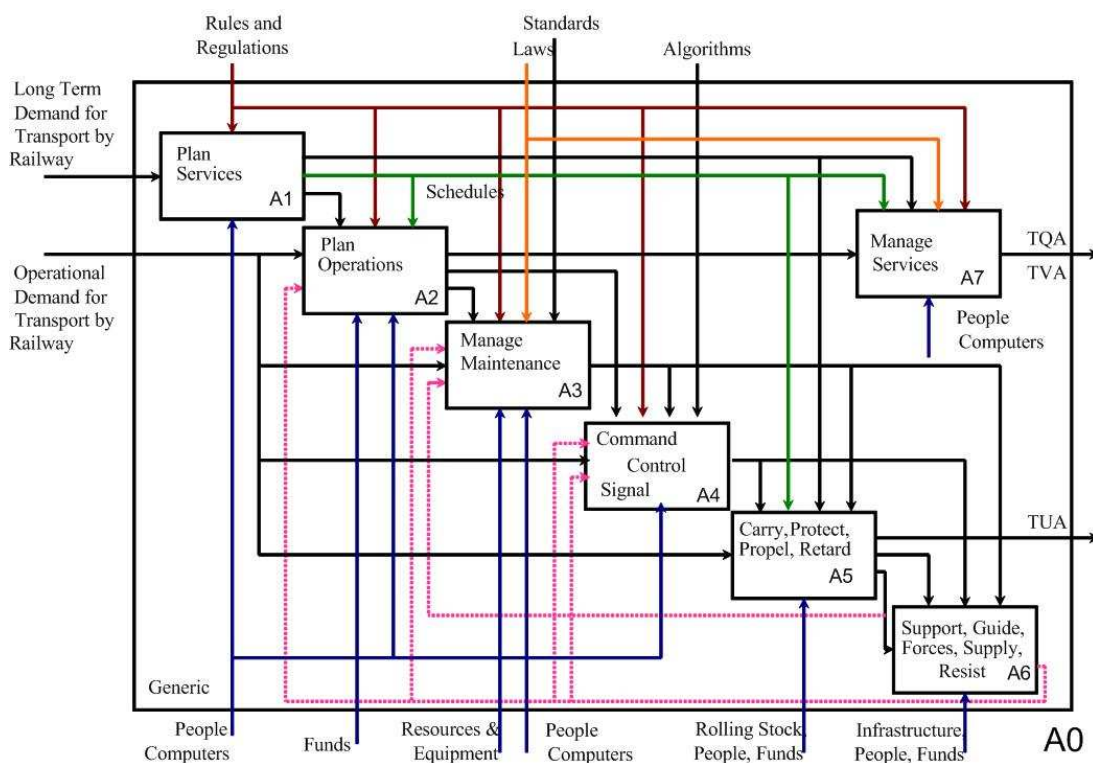 Rules and
Regulations
Standards
Laws
Algorithms
Long Term
Demand for
Transport by
Railway
Plan
Services
A1
Schedules
Operational
Demand for
Transport by
Railway
Plan
Operations
A2
Manage
Services
A7
TQA
TVA
People
Computers
Manage
Maintenance
A3
Command
Control
Signal
A4
Carry,Protect,
Propel, Retard
A5
TUA
Support, Guide,
Forces, Supply,
Resist
A6
Generic
People
Computers
Funds
Resources &
Equipment
People
Computers
Rolling Stock,
People, Funds
Infrastructure,
People, Funds
A0